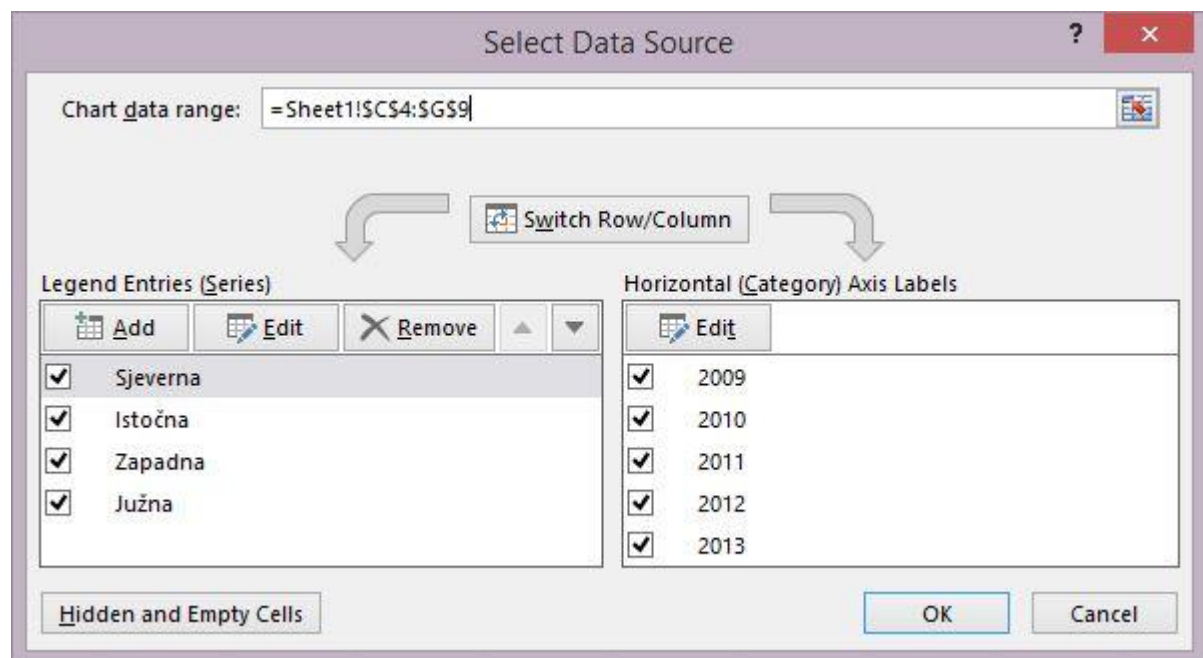 Select Data Source
? ×
Chart data range: =Sheet1!$C$4:$G$9
Switch Row/Column
Legend Entries (Series)
Add Edit Remove
Sjeverna
Istočna
Zapadna
Južna
Horizontal (Category) Axis Labels
Edit
2009
2010
2011
2012
2013
Hidden and Empty Cells
OK
Cancel